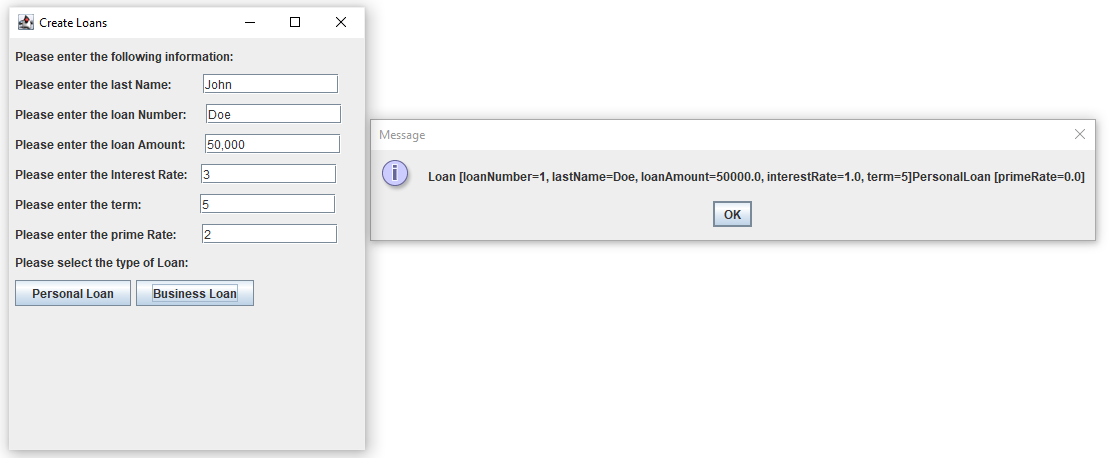 Create Loans
Please enter the following information:
Please enter the last Name: John
Please enter the loan Number: Doe
Please enter the loan Amount: 50,000
Please enter the Interest Rate: 3
Please enter the term: 5
Please enter the prime Rate: 2
Please select the type of Loan:
Personal Loan Business Loan
Message
i
Loan [loanNumber=1, lastName=Doe, loanAmount=50000.0, interestRate=1.0, term=5]PersonalLoan [primeRate=0.0]
OK